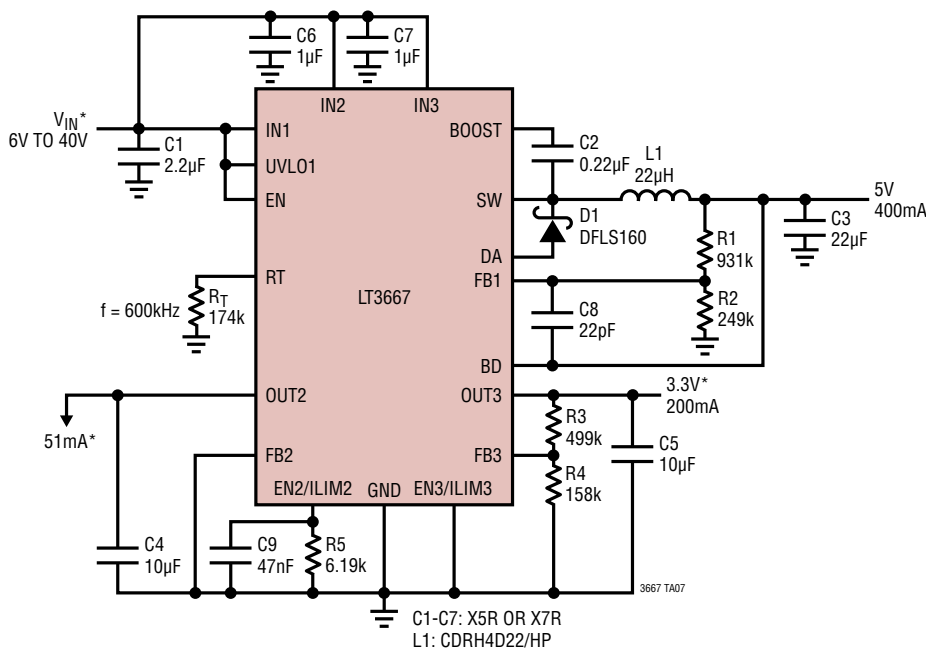 C6
1µF
C7
1µF
IN2
IN3
VIN*
6V TO 40V
IN1
BOOST
C1
2.2µF
UVLO1
C2
0.22µF
L1
22µH
EN
SW
5V
400mA
D1
DFLS160
C3
22µF
R1
931k
DA
RT
FB1
LT3667
f = 600kHz
RT
174k
C8
22pF
R2
249k
BD
OUT2
OUT3
3.3V*
200mA
51mA*
R3
499k
C5
10µF
FB2
FB3
R4
158k
EN2/ILIM2
GND
EN3/ILIM3
C4
10µF
C9
47nF
R5
6.19k
3667 TA07
C1-C7: X5R OR X7R
L1: CDRH4D22/HP